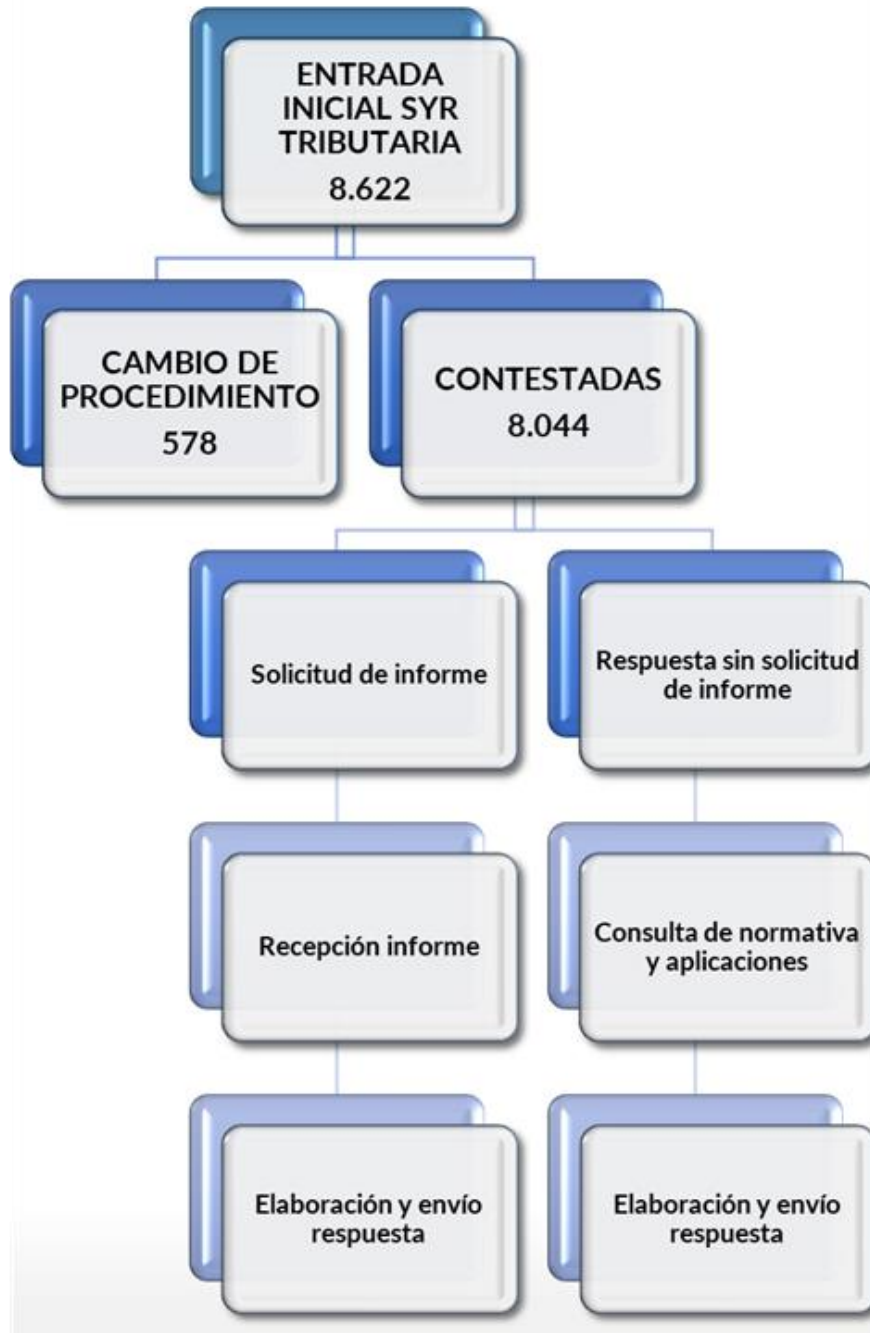 ENTRADA
INICIAL SYR
TRIBUTARIA
8.622
CAMBIO DE
PROCEDIMIENTO
578
CONTESTADAS
8.044
Solicitud de informe
Respuesta sin solicitud
de informe
Recepción informe
Consulta de normativa
y aplicaciones
Elaboración y envío
respuesta
Elaboración y envío
respuesta